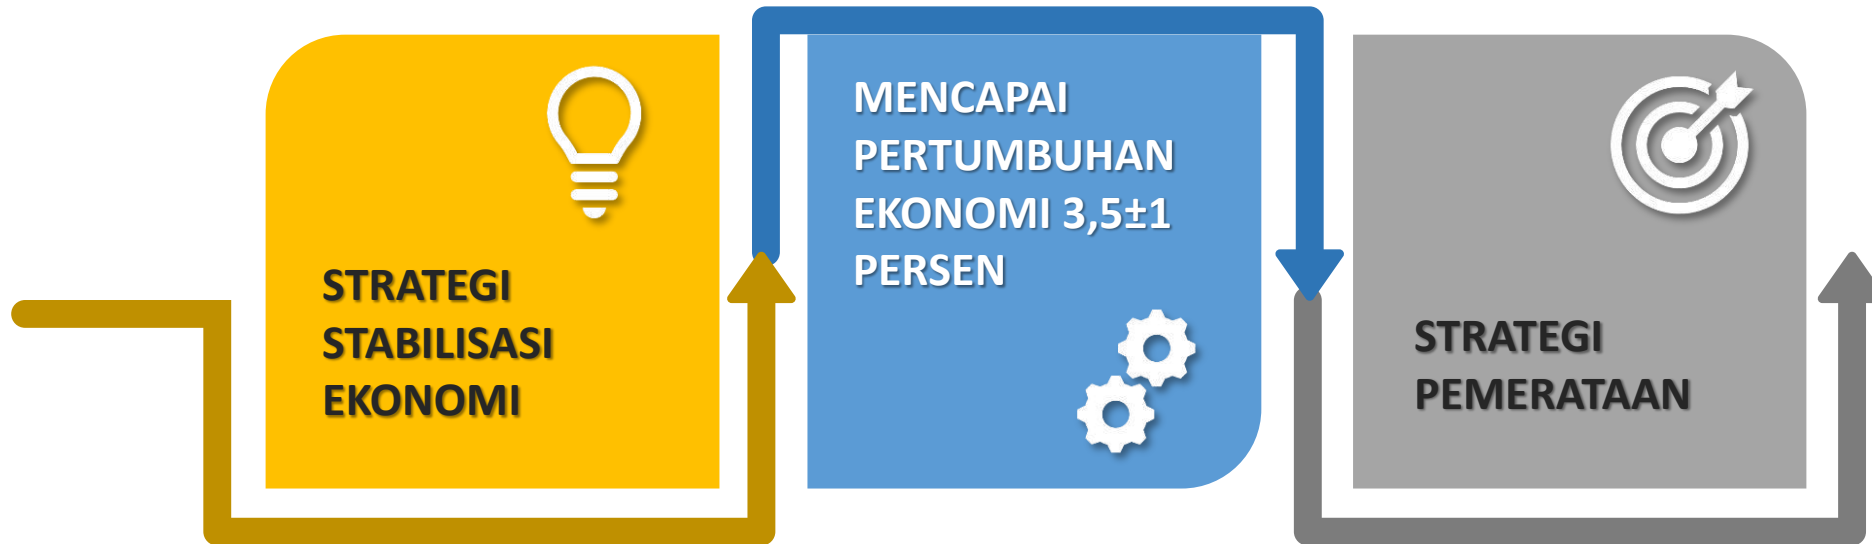 STRATEGI
STABILISASI
EKONOMI
MENCAPAI
PERTUMBUHAN
EKONOMI 3,5±1
PERSEN
STRATEGI
PEMERATAAN